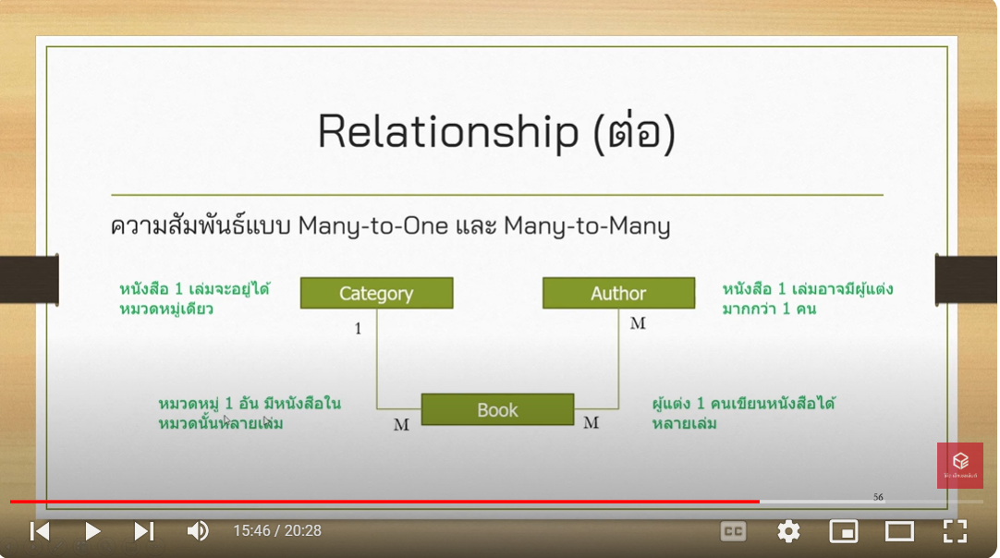 Relationship (ต่อ)
ความสัมพันธ์แบบ Many-to-One และ Many-to-Many
หนังสือ 1 เล่มจะอยู่ได้
หมวดหมู่เดียว
Category
Author
หนังสือ 1 เล่มอาจมีผู้แต่ง
มากกว่า 1 คน
1
M
หมวดหมู่ 1 อัน มีหนังสือใน
หมวดนั้นหลายเล่ม
Book
M
M
ผู้แต่ง 1 คนเขียนหนังสือได้
หลายเล่ม
56
15:46 / 20:28
CC